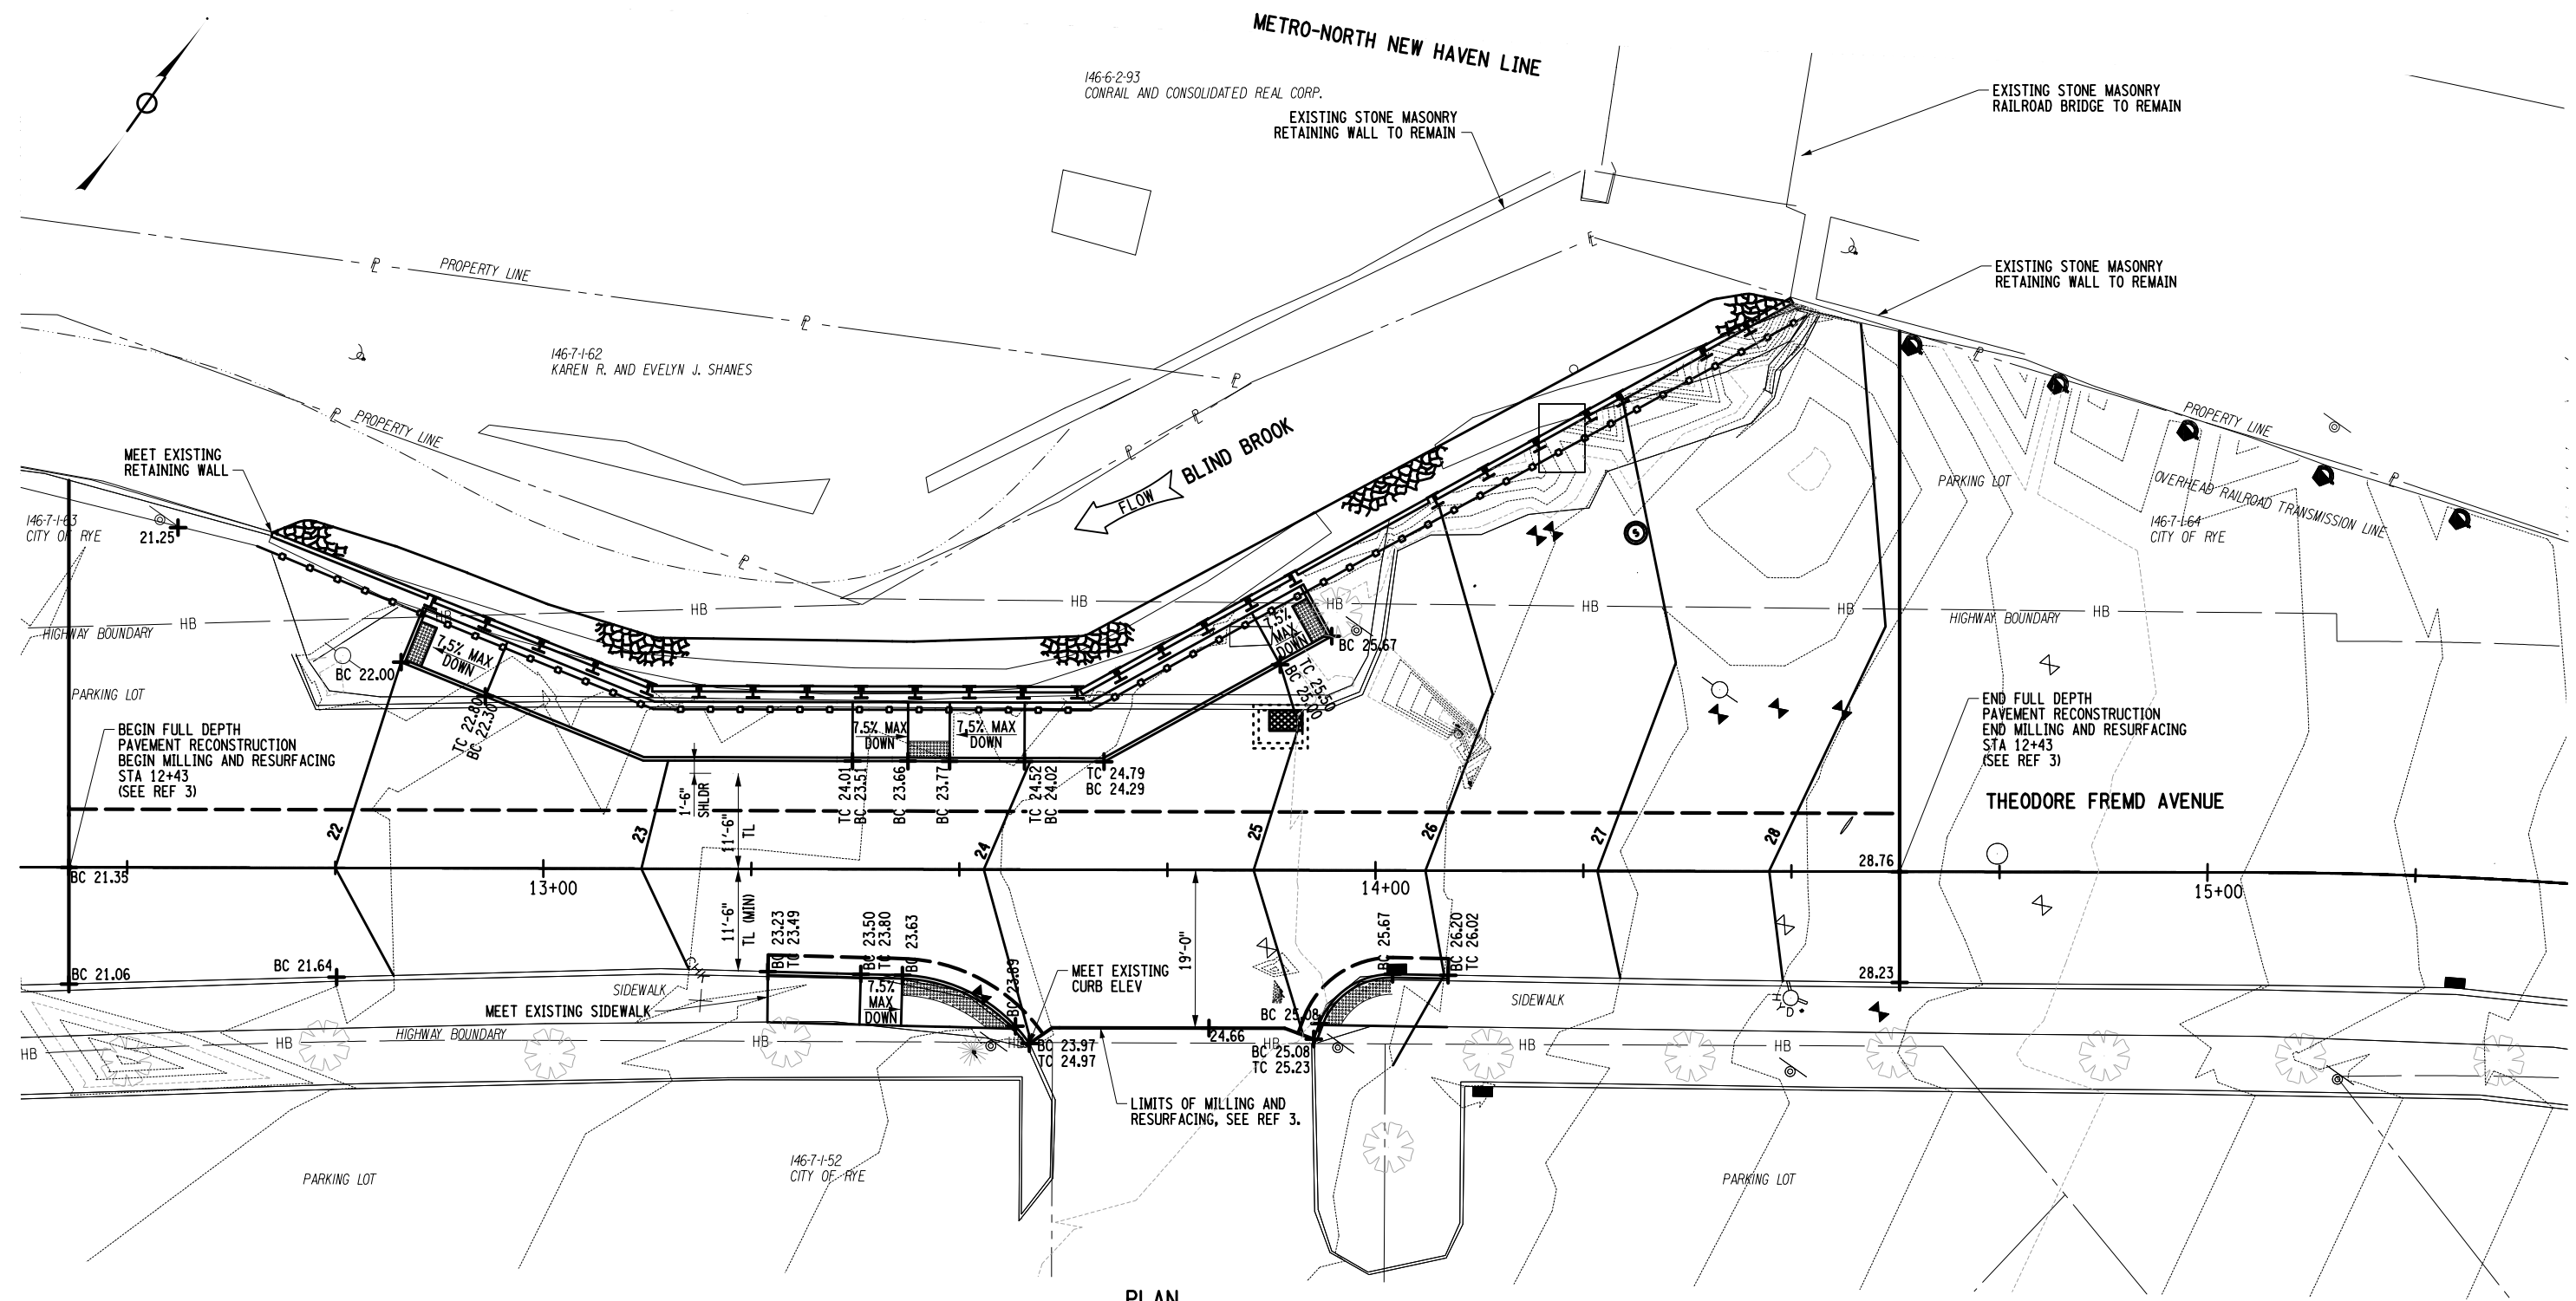 METRO-NORTH NEW HAVEN LINE
146-6-2-93
CONRAIL AND CONSOLIDATED REAL CORP.
EXISTING STONE MASONRY
RETAINING WALL TO REMAIN
EXISTING STONE MASONRY
RAILROAD BRIDGE TO REMAIN
EXISTING STONE MASONRY
RETAINING WALL TO REMAIN
PROPERTY LINE
146-7-1-62
KAREN R. AND EVELYN J. SHANES
PROPERTY LINE
PROPERTY LINE
MEET EXISTING
RETAINING WALL
FLOW
BLIND BROOK
PARKING LOT
OVERHEAD RAILROAD TRANSMISSION LINE
146-7-1-63
CITY OF RYE
21.25
146-7-1-64
CITY OF RYE
HB
HB
HB
HB
HB
HB
HB
HB
HIGHWAY BOUNDARY
HIGHWAY BOUNDARY
7.5% MAX
DOWN
BC 22.00
TC 22.80
BC 22.30
7.5%
MAX
DOWN
BC 25.67
TC 25.50
BC 25.00
PARKING LOT
BEGIN FULL DEPTH
PAVEMENT RECONSTRUCTION
BEGIN MILLING AND RESURFACING
STA 12+43
(SEE REF 3)
7.5% MAX
DOWN
7.5% MAX
DOWN
END FULL DEPTH
PAVEMENT RECONSTRUCTION
END MILLING AND RESURFACING
STA 12+43
(SEE REF 3)
1'-6"
SHLDR
11'-6"
TL
TC 24.01
BC 23.51
BC 23.66
BC 23.77
TC 24.52
BC 24.02
TC 24.79
BC 24.29
THEODORE FREMD AVENUE
22
23
24
25
26
27
28
28.76
BC 21.35
13+00
14+00
15+00
11'-6"
TL (MIN)
BC 23.23
TC 23.49
BC 23.50
TC 23.80
BC 23.63
19'-0"
BC 25.67
BC 26.20
TC 26.02
BC 21.06
BC 21.64
CHK
BC 23.89
MEET EXISTING
CURB ELEV
28.23
SIDEWALK
7.5%
MAX
DOWN
SIDEWALK
MEET EXISTING SIDEWALK
BC 25.08
HIGHWAY BOUNDARY
24.66
HB
HB
HB
HB
HB
HB
HB
BC 23.97
TC 24.97
BC 25.08
TC 25.23
D
LIMITS OF MILLING AND
RESURFACING, SEE REF 3.
146-7-1-52
CITY OF RYE
PARKING LOT
PARKING LOT